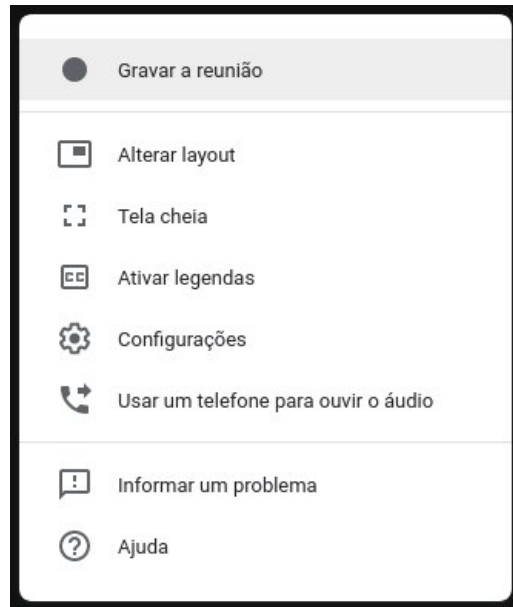 Gravar a reunião
Alterar layout
Tela cheia
CC Ativar legendas
Configurações
Usar um telefone para ouvir o áudio
Informar um problema
Ajuda